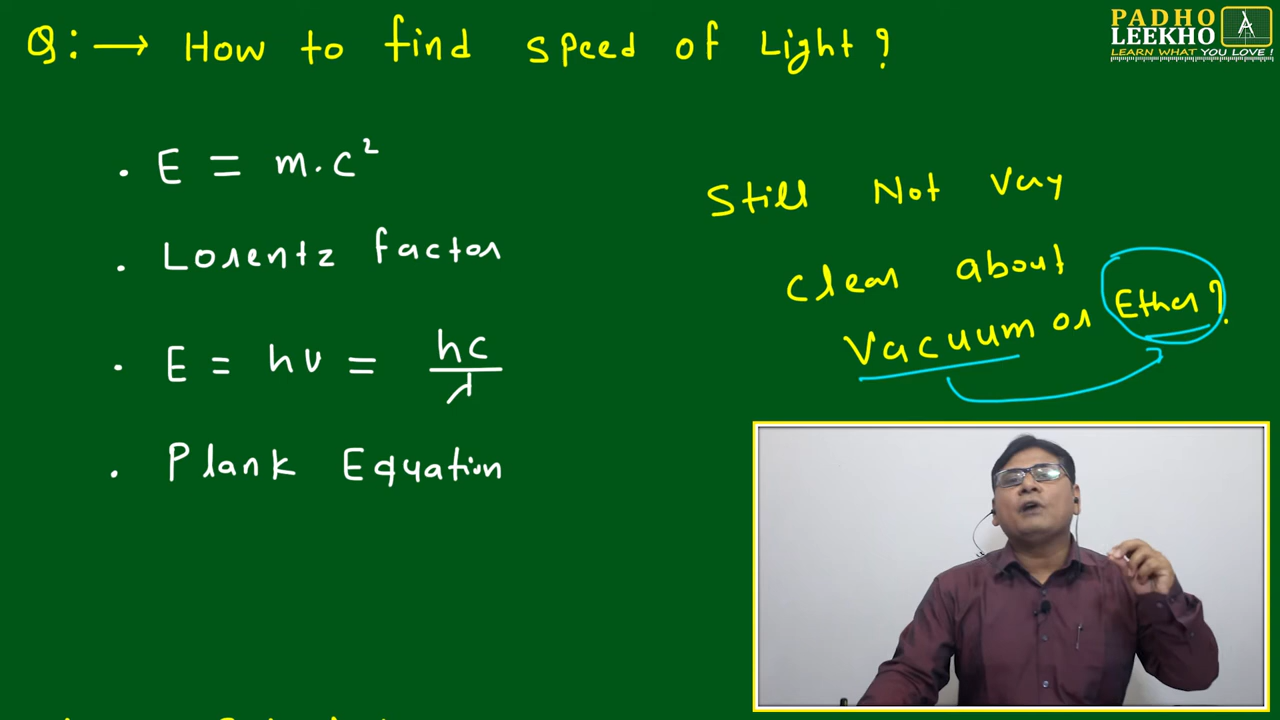 Q: → How to find speed of Light?
PADHO
LEEKHO
LEARN WHAT YOU LOVE!
• E = m.c²
• Lorentz factor
• E = hν = hc/λ
• Plank Equation
Still Not Very
Clear about
Vacuum or Ether?